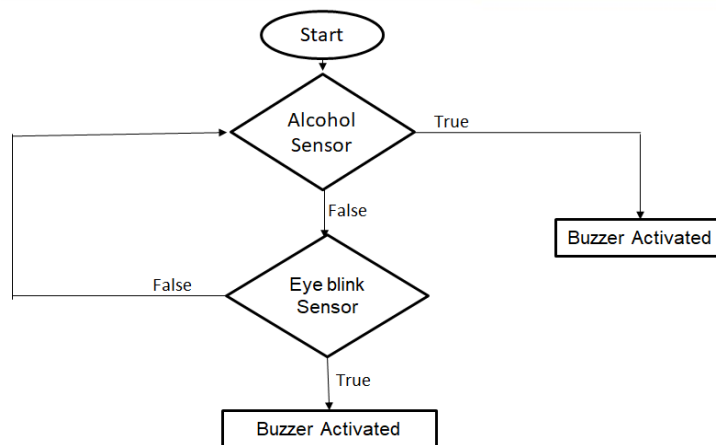 Start
Alcohol
Sensor
True
False
Buzzer Activated
Eye blink
Sensor
False
True
Buzzer Activated